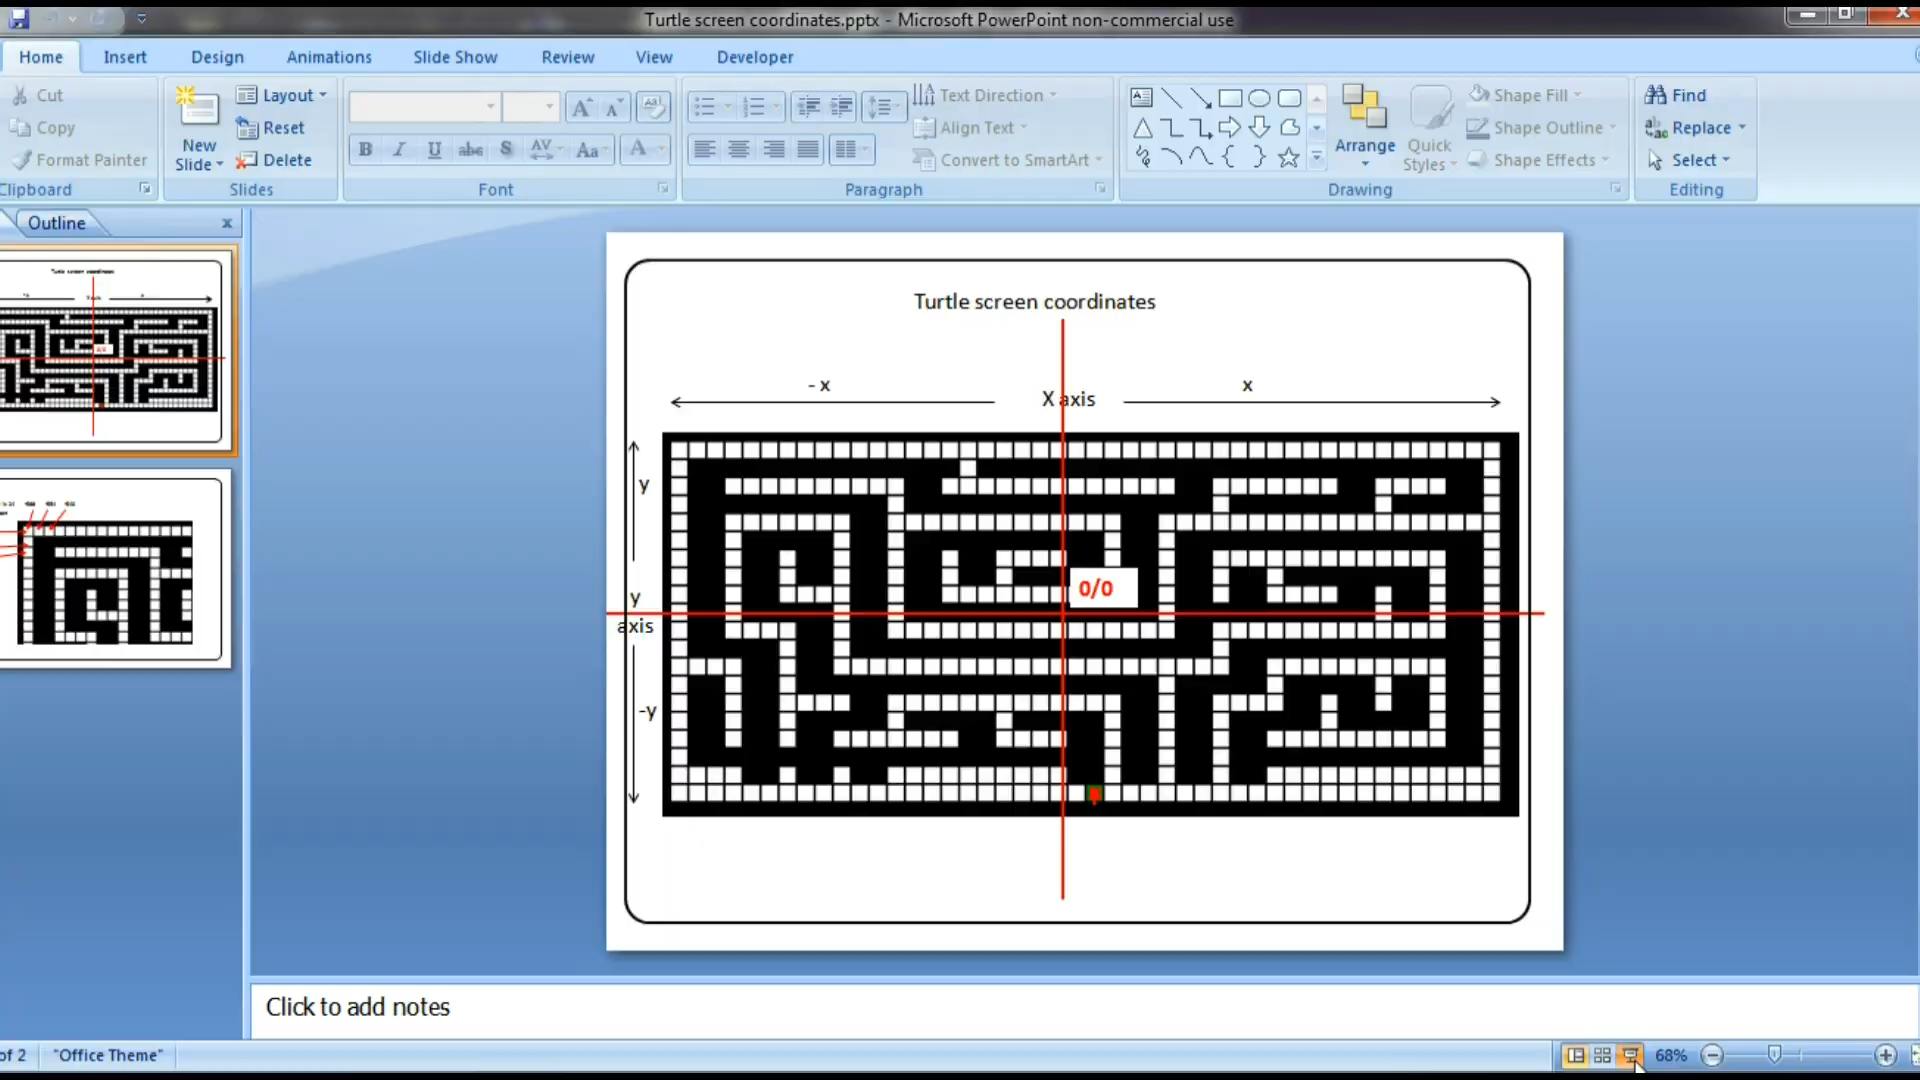 Turtle screen coordinates.pptx - Microsoft PowerPoint non-commercial use
Home Insert Design Animations Slide Show Review View Developer
Cut
Copy
Format Painter
Clipboard
New
Slide
Layout
Reset
Delete
Slides
B I U abe S AV Aa A
Font
Text Direction
Align Text
Convert to SmartArt
Paragraph
Arrange
Quick
Styles
Shape Fill
Shape Outline
Shape Effects
Drawing
Find
Replace
Select
Editing
Outline
Turtle screen coordinates
- x
X axis
x
y
y
axis
-y
0/0
Click to add notes
of 2
"Office Theme"
68%